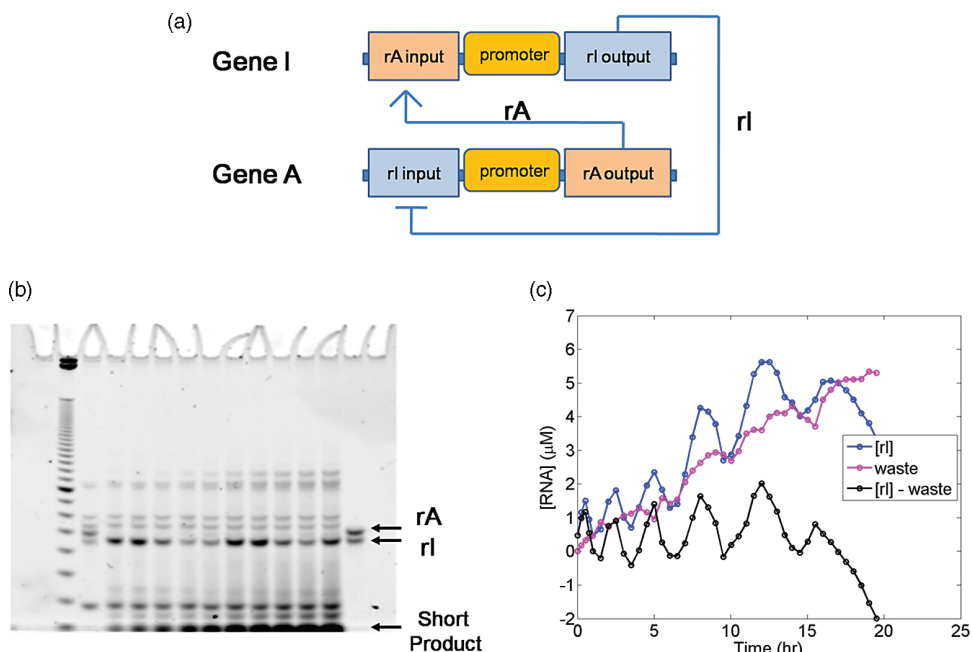 (a)
Gene I
rA input
promoter
rI output
rA
rI
Gene A
rI input
promoter
rA output
(b)
rA
rI
Short
Product
(c)
7
6
5
4
3
2
1
0
-1
-2
[RNA] (μM)
[rI]
waste
[rI] - waste
0
5
10
15
20
25
Time (hr)